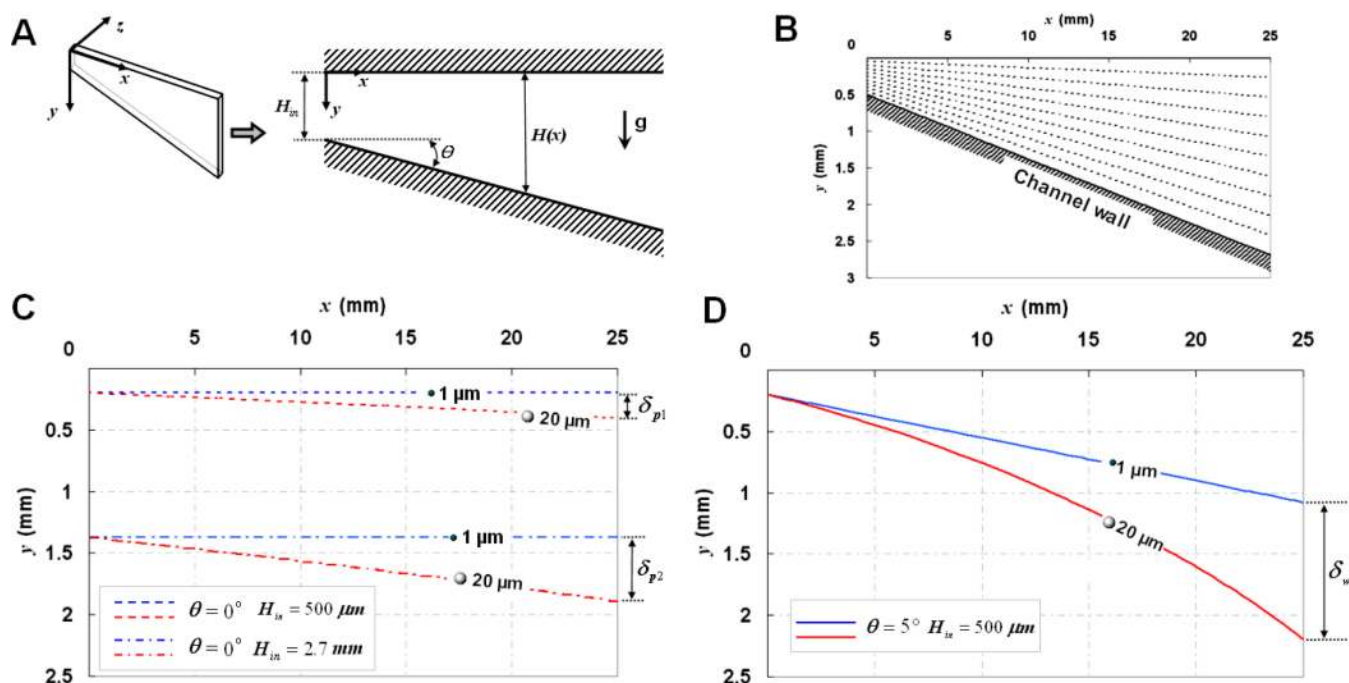 A
z
x
y
H_in
x
y
θ
H(x)
g
B
x (mm)
0 5 10 15 20 25
0.5
1
1.5
2
2.5
3
y (mm)
Channel wall
C
x (mm)
0 5 10 15 20 25
0.5
1
1.5
2
2.5
y (mm)
1 µm
20 µm
δ_p1
1 µm
20 µm
δ_p2
θ = 0° H_in = 500 µm
θ = 0° H_in = 2.7 mm
D
x (mm)
0 5 10 15 20 25
0.5
1
1.5
2
2.5
y (mm)
1 µm
20 µm
δ_w
θ = 5° H_in = 500 µm